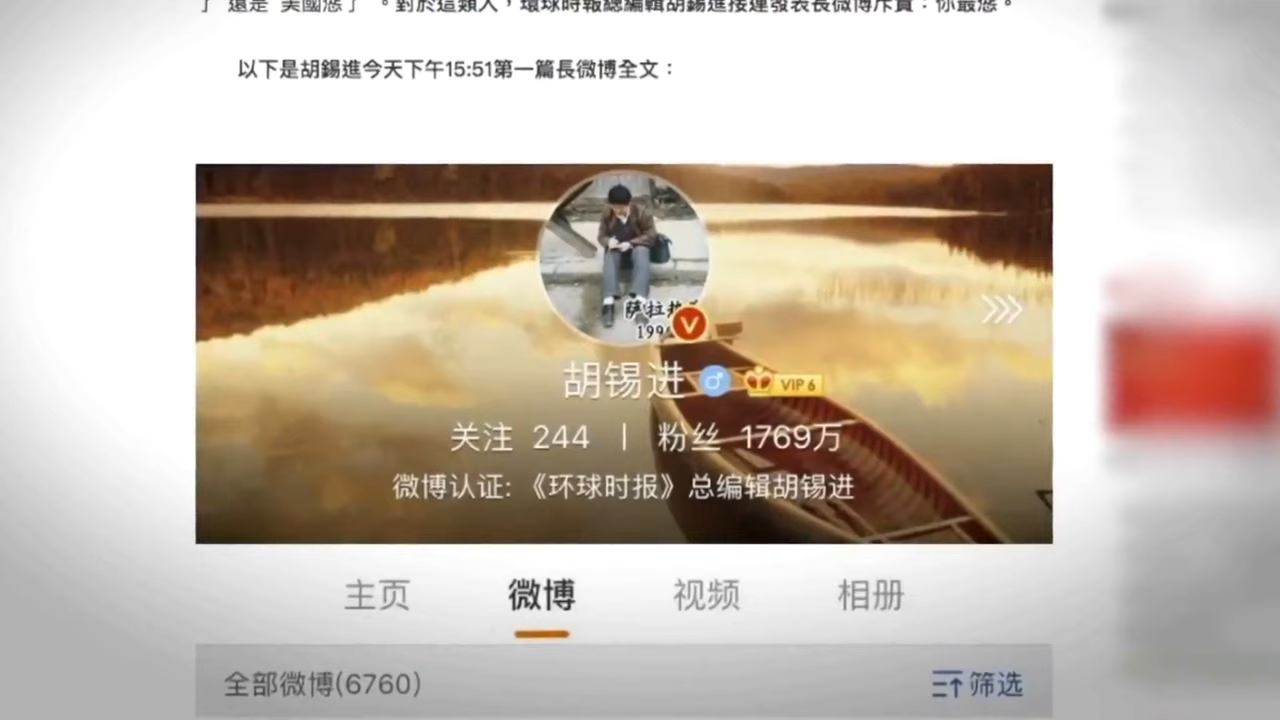 了“還是“美國慫了”。對於這類人，環球時報總編輯胡錫進接連發表長微博斥責：你最慫。
以下是胡錫進今天下午15:51第一篇長微博全文：
萨拉热
199
V
胡锡进 ♂ VIP 6
关注 244 | 粉丝 1769万
微博认证:《环球时报》总编辑胡锡进
主页 微博 视频 相册
全部微博(6760) 筛选